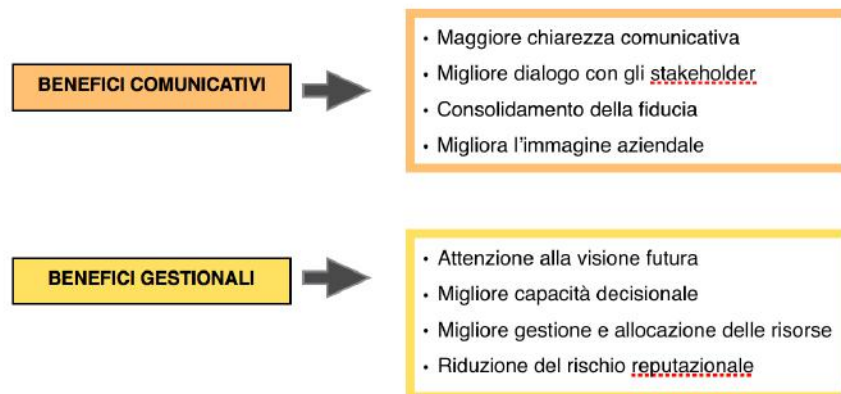 BENEFICI COMUNICATIVI
• Maggiore chiarezza comunicativa
• Migliore dialogo con gli stakeholder
• Consolidamento della fiducia
• Migliora l'immagine aziendale
BENEFICI GESTIONALI
• Attenzione alla visione futura
• Migliore capacità decisionale
• Migliore gestione e allocazione delle risorse
• Riduzione del rischio reputazionale